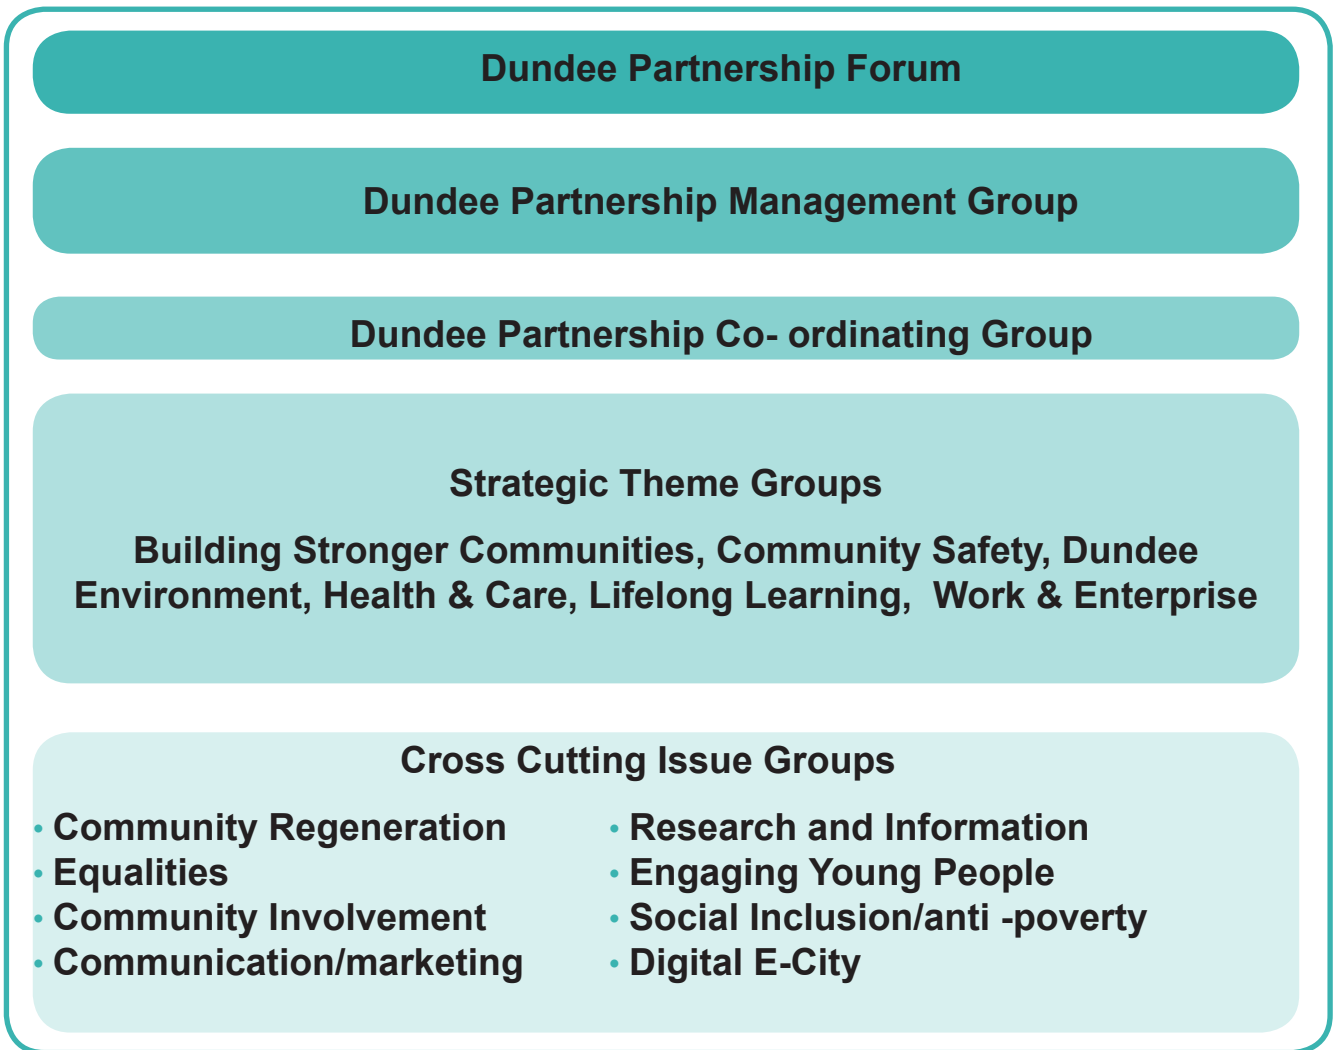 Dundee Partnership Forum
Dundee Partnership Management Group
Dundee Partnership Co- ordinating Group
Strategic Theme Groups
Building Stronger Communities, Community Safety, Dundee
Environment, Health & Care, Lifelong Learning,  Work & Enterprise
Cross Cutting Issue Groups
• Community Regeneration
• Equalities
• Community Involvement
• Communication/marketing
• Research and Information
• Engaging Young People
• Social Inclusion/anti -poverty
• Digital E-City